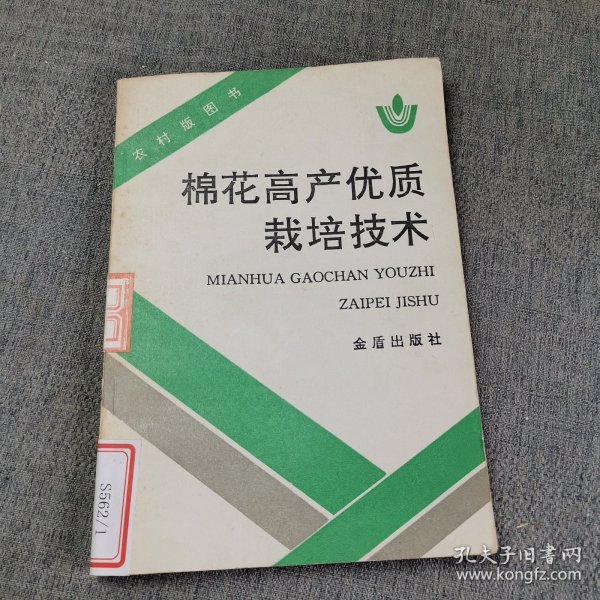 农村版图书
棉花高产优质
栽培技术
MIANHUA GAOCHAN YOUZHI
ZAIPEI JISHU
金盾出版社
S562/1
孔夫子旧书网
www.kongfz.com